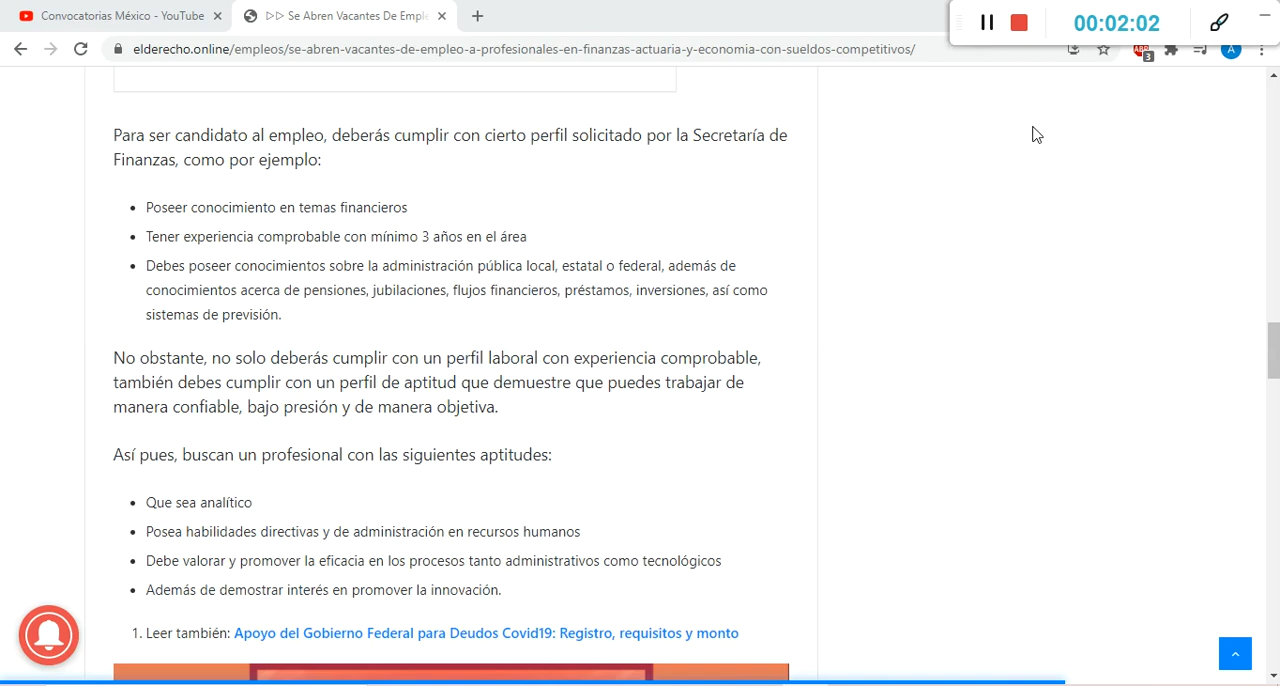 Convocatorias México - YouTube
▷▷ Se Abren Vacantes De Emple
00:02:02
elderecho.online/empleos/se-abren-vacantes-de-empleo-a-profesionales-en-finanzas-actuaria-y-economia-con-sueldos-competitivos/
ABP
3
A
Para ser candidato al empleo, deberás cumplir con cierto perfil solicitado por la Secretaría de
Finanzas, como por ejemplo:
• Poseer conocimiento en temas financieros
• Tener experiencia comprobable con mínimo 3 años en el área
• Debes poseer conocimientos sobre la administración pública local, estatal o federal, además de
conocimientos acerca de pensiones, jubilaciones, flujos financieros, préstamos, inversiones, así como
sistemas de previsión.
No obstante, no solo deberás cumplir con un perfil laboral con experiencia comprobable,
también debes cumplir con un perfil de aptitud que demuestre que puedes trabajar de
manera confiable, bajo presión y de manera objetiva.
Así pues, buscan un profesional con las siguientes aptitudes:
• Que sea analítico
• Posea habilidades directivas y de administración en recursos humanos
• Debe valorar y promover la eficacia en los procesos tanto administrativos como tecnológicos
• Además de demostrar interés en promover la innovación.
1. Leer también: Apoyo del Gobierno Federal para Deudos Covid19: Registro, requisitos y monto